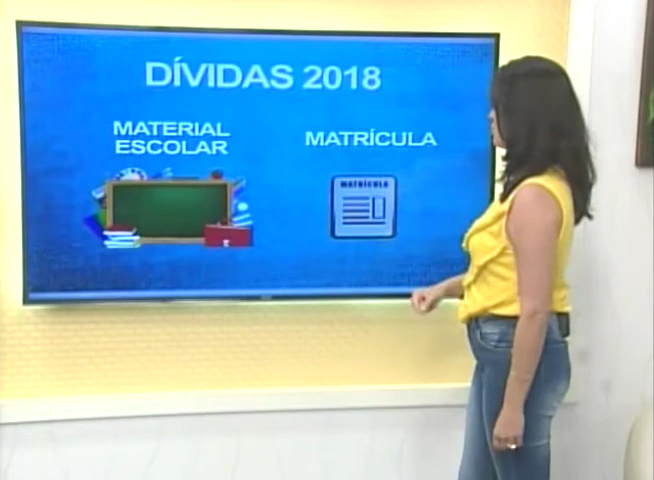 DÍVIDAS 2018
MATERIAL
ESCOLAR
MATRÍCULA
MATRÍCULA